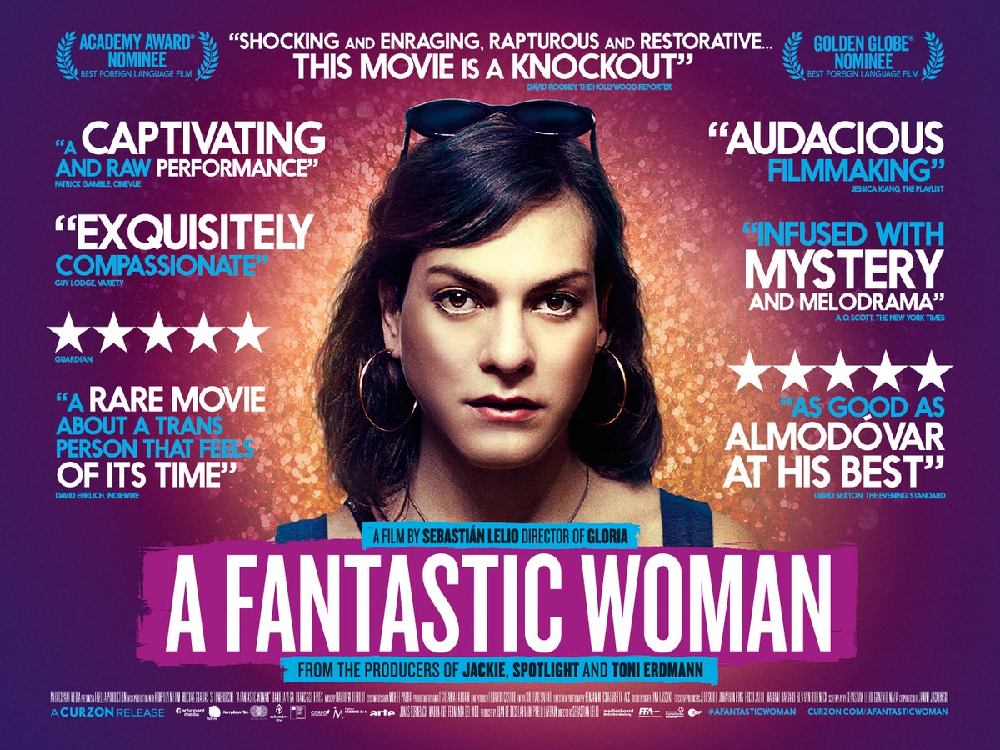 ACADEMY AWARD®
NOMINEE
BEST FOREIGN LANGUAGE FILM
“SHOCKING AND ENRAGING, RAPTUROUS AND RESTORATIVE...
THIS MOVIE IS A KNOCKOUT”
DAVID ROONEY, THE HOLLYWOOD REPORTER
GOLDEN GLOBE®
NOMINEE
BEST FOREIGN LANGUAGE FILM
“A CAPTIVATING
AND RAW PERFORMANCE”
PATRICK GAMBLE, CINEVUE
“EXQUISITELY
COMPASSIONATE”
GUY LODGE, VARIETY
GUARDIAN
“A RARE MOVIE
ABOUT A TRANS
PERSON THAT FEELS
OF ITS TIME”
DAVID EHRLICH, INDIEWIRE
“AUDACIOUS
FILMMAKING”
JESSICA KIANG, THE PLAYLIST
“INFUSED WITH
MYSTERY
AND MELODRAMA”
A.O. SCOTT, THE NEW YORK TIMES
“AS GOOD AS
ALMODÓVAR
AT HIS BEST”
DAVID SEXTON, THE EVENING STANDARD
A FILM BY SEBASTIÁN LELIO DIRECTOR OF GLORIA
A FANTASTIC WOMAN
FROM THE PRODUCERS OF JACKIE, SPOTLIGHT AND TONI ERDMANN
A CURZON RELEASE
participant media
arte
#AFANTASTICWOMAN
CURZON.COM/AFANTASTICWOMAN